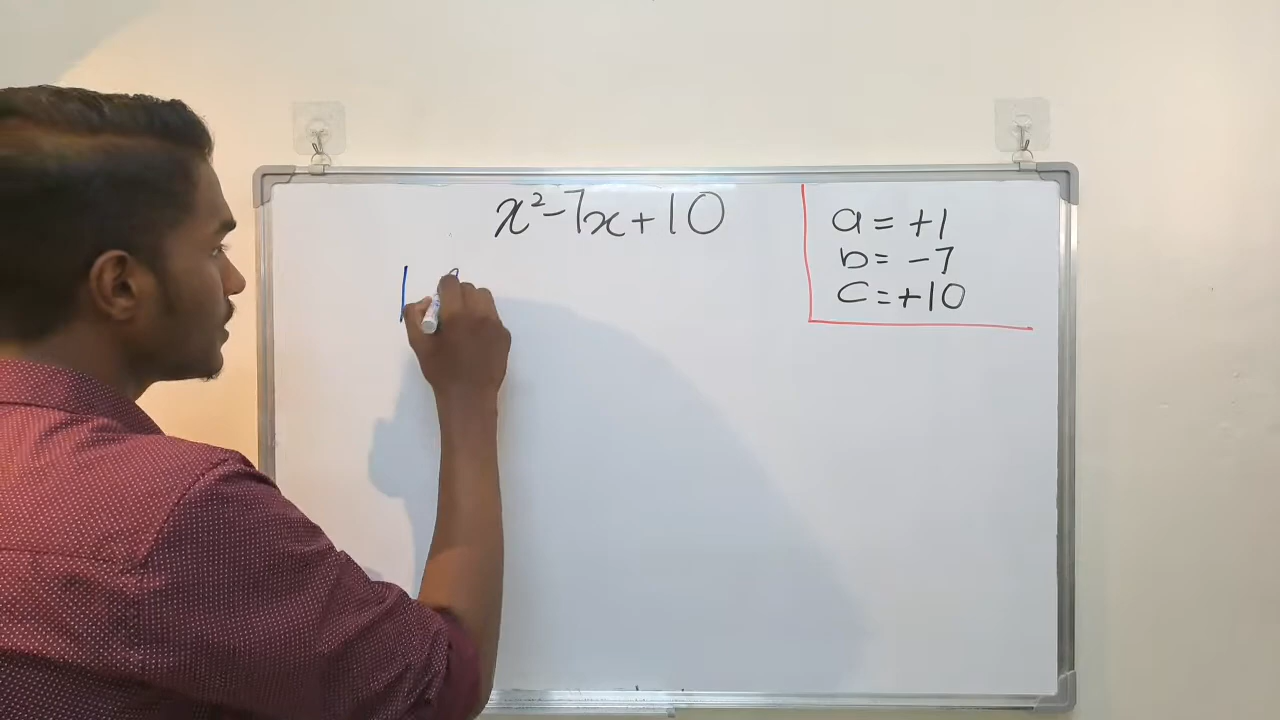 x²-7x+10
a = +1
b = -7
c = +10